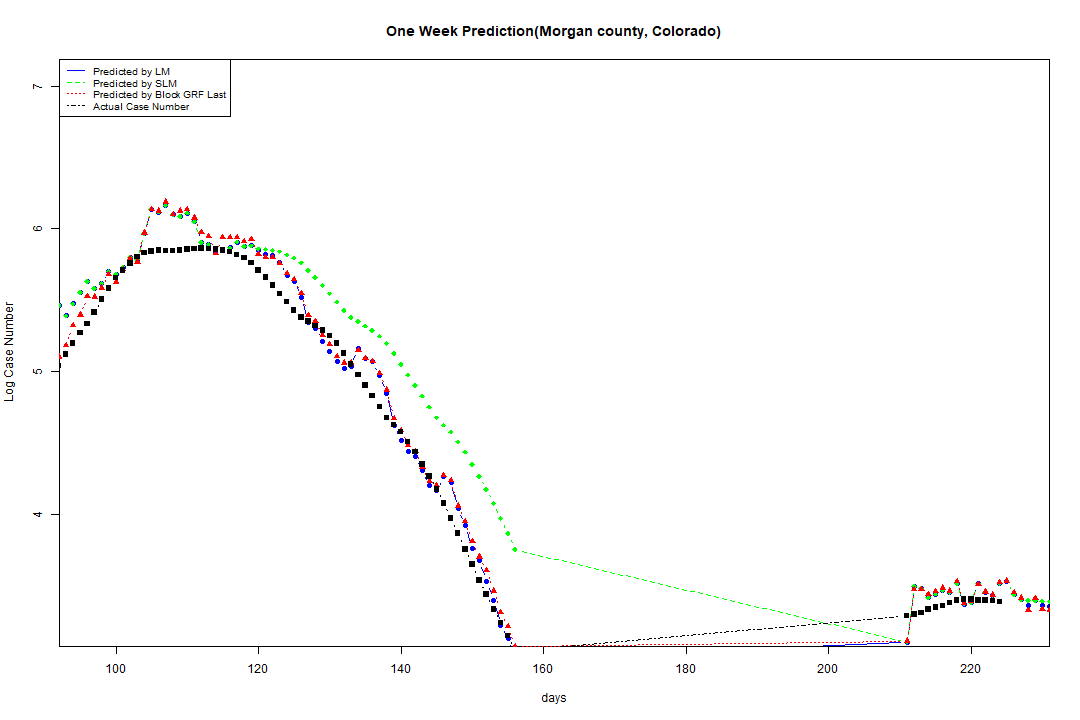 One Week Prediction(Morgan county, Colorado)
Predicted by LM
Predicted by SLM
Predicted by Block GRF Last
Actual Case Number
7
6
5
4
Log Case Number
100 120 140 160 180 200 220
days